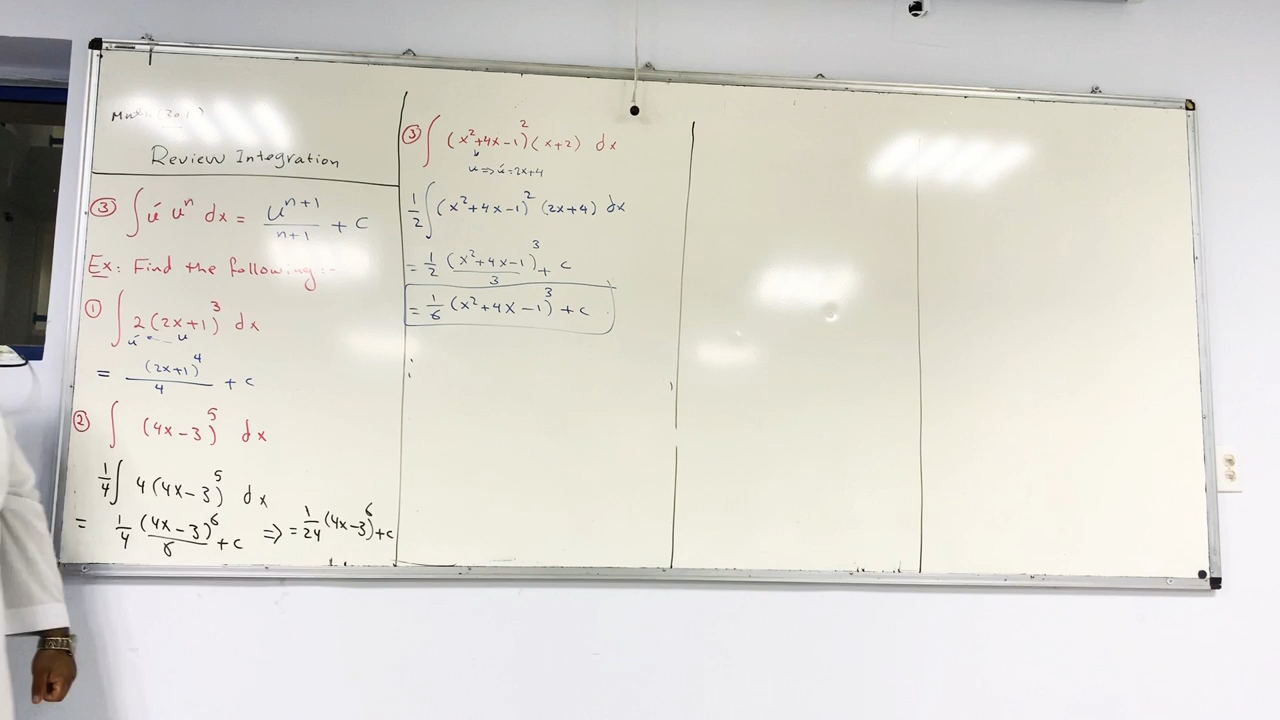 Review Integration
③ ∫ u' uⁿ dx = uⁿ⁺¹/n+1 + c
Ex: Find the following:-
① ∫ 2(2x+1)³ dx
u' ← u
= (2x+1)⁴/4 + c
② ∫ (4x-3)⁵ dx
1/4 ∫ 4(4x-3)⁵ dx
= 1/4 (4x-3)⁶/6 + c ⇒ = 1/24 (4x-3)⁶ + c
③ ∫ (x²+4x-1)² (x+2) dx
u ⇒ u' = 2x+4
1/2 ∫ (x²+4x-1)² (2x+4) dx
= 1/2 (x²+4x-1)³/3 + c
= 1/6 (x²+4x-1)³ + c